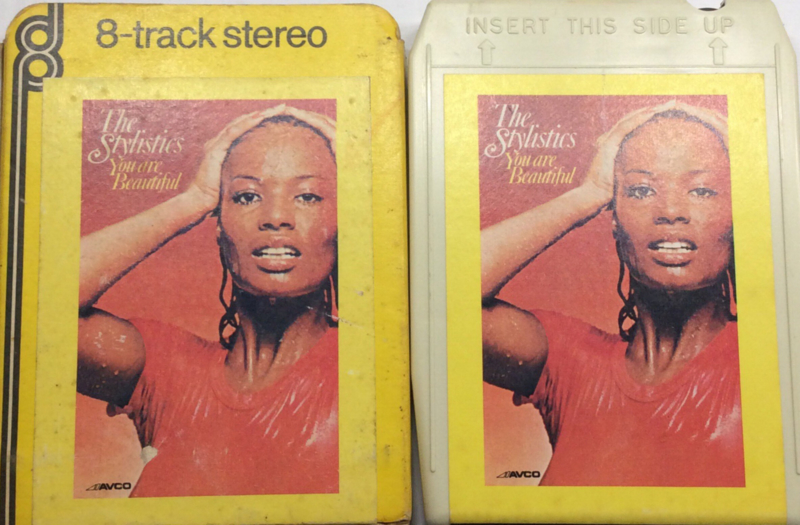 dp
8-track stereo
The
Stylistics
You are
Beautiful
AVCO
INSERT THIS SIDE UP
The
Stylistics
You are
Beautiful
AVCO